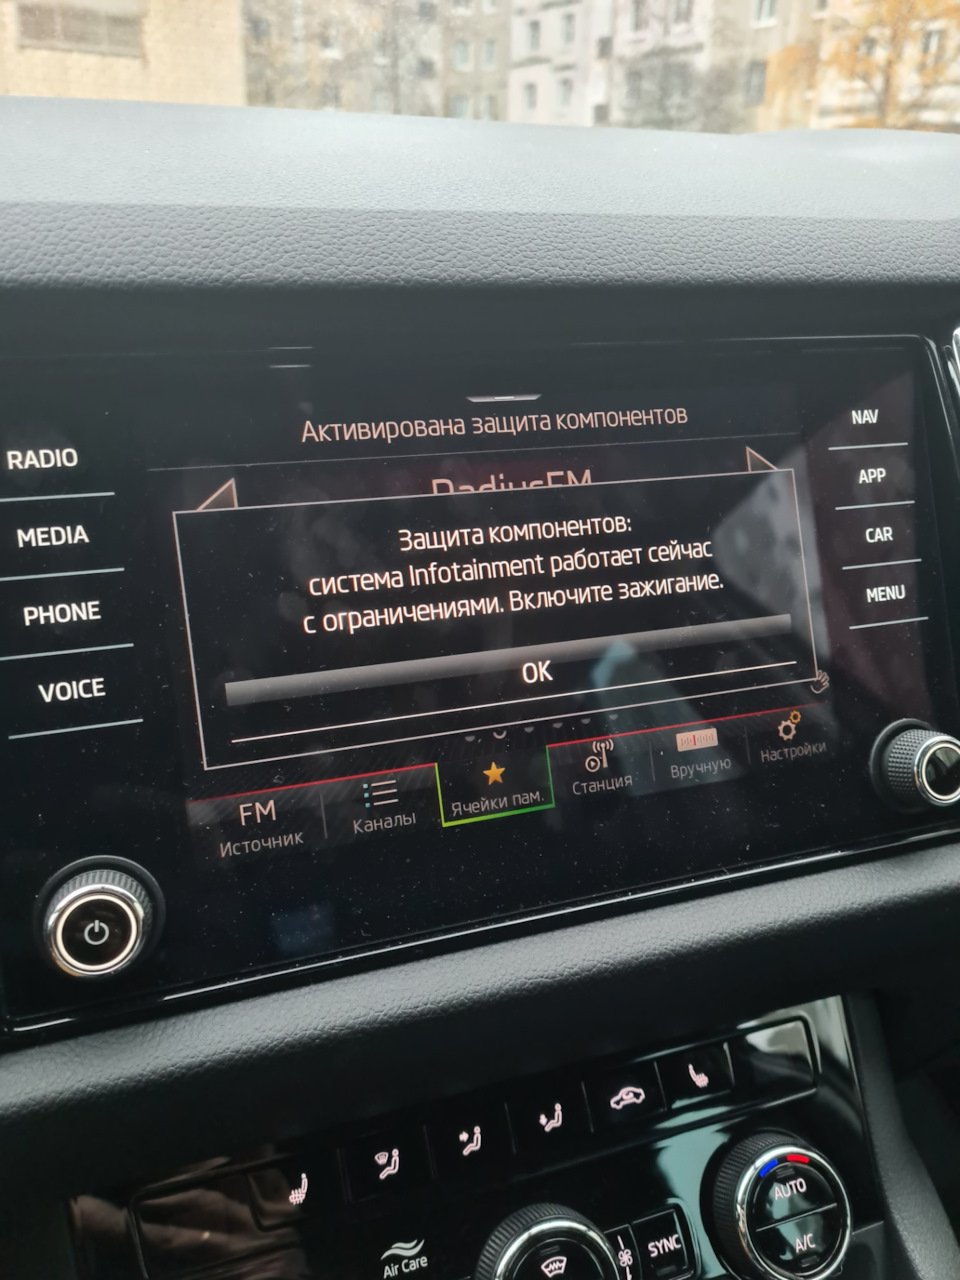 Активирована защита компонентов
RADIO
MEDIA
PHONE
VOICE
NAV
APP
CAR
MENU
RadiusFM
Защита компонентов:
система Infotainment работает сейчас
с ограничениями. Включите зажигание.
OK
FM
Источник
Каналы
Ячейки пам.
Станция
Вручную
Настройки
Air Care
SYNC
AUTO
A/C